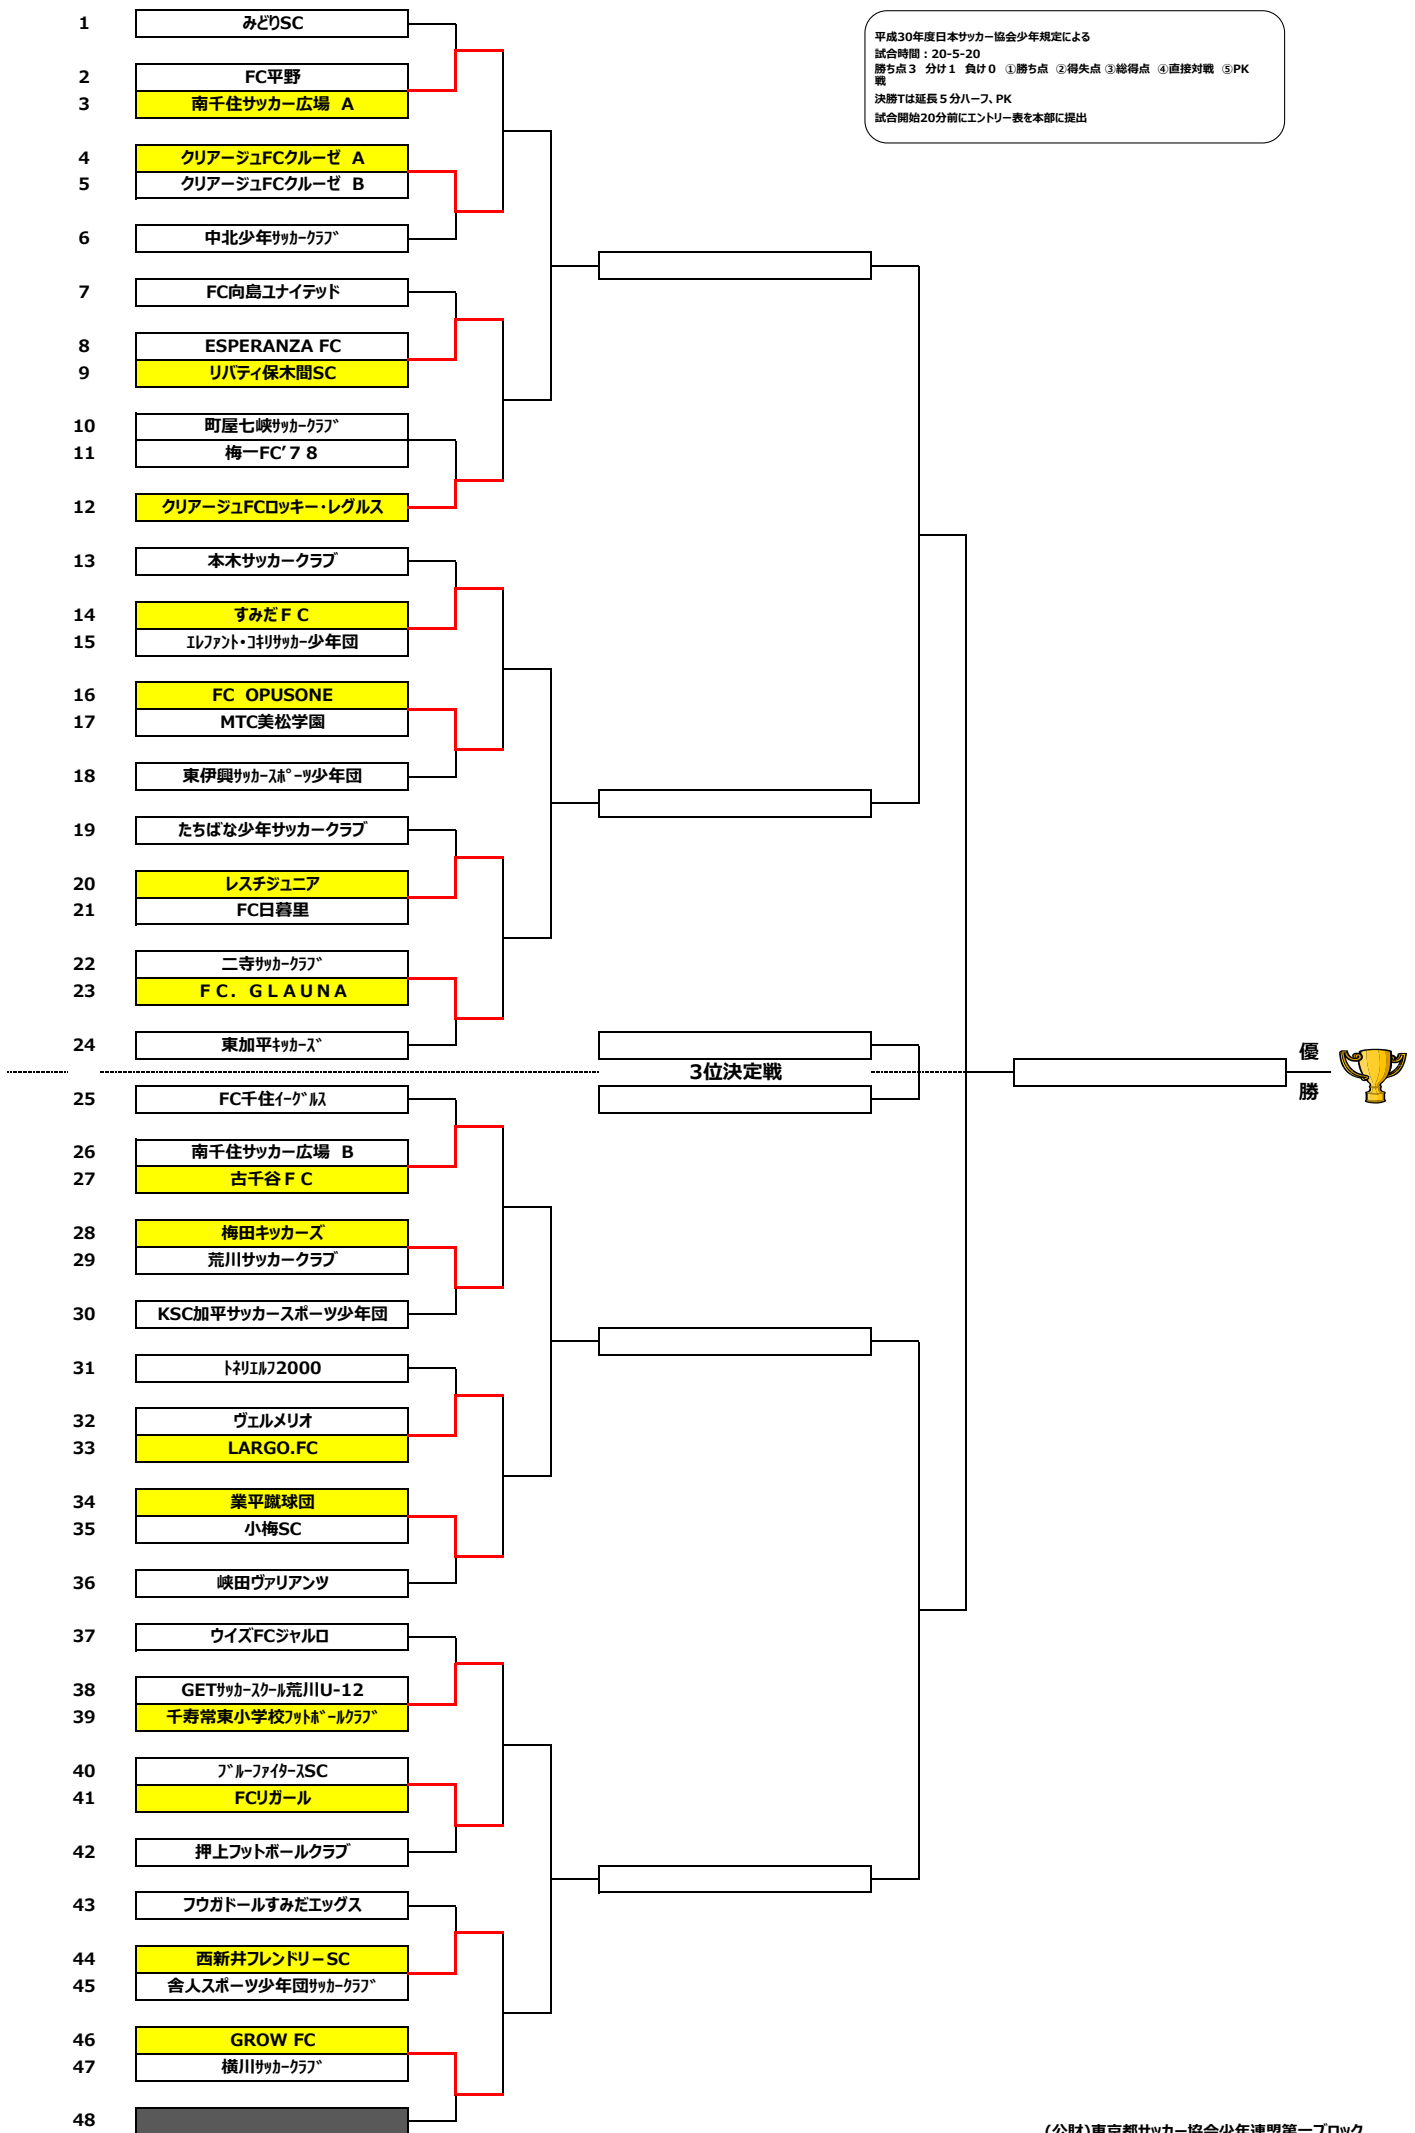 平成30年度日本サッカー協会少年規定による
試合時間：20-5-20
勝ち点３ 分け１ 負け０ ①勝ち点 ②得失点 ③総得点 ④直接対戦 ⑤PK
戦
決勝Tは延長５分ハーフ、PK
試合開始20分前にエントリー表を本部に提出
1 みどりSC
2 FC平野
3 南千住サッカー広場 A
4 クリアージュFCクルーゼ A
5 クリアージュFCクルーゼ B
6 中北少年ｻｯｶｰｸﾗﾌﾞ
7 FC向島ユナイテッド
8 ESPERANZA FC
9 リバティ保木間SC
10 町屋七峡ｻｯｶｰｸﾗﾌﾞ
11 梅一FC’７８
12 クリアージュFCロッキー・レグルス
13 本木サッカークラブ
14 すみだＦＣ
15 ｴﾚﾌｧﾝﾄ・ｺｷﾘｻｯｶｰ少年団
16 FC OPUSONE
17 MTC美松学園
18 東伊興ｻｯｶｰｽﾎﾟｰﾂ少年団
19 たちばな少年サッカークラブ
20 レスチジュニア
21 FC日暮里
22 二寺ｻｯｶｰｸﾗﾌﾞ
23 ＦＣ．ＧＬＡＵＮＡ
24 東加平ｷｯｶｰｽﾞ
3位決定戦
優
勝
25 FC千住ｲｰｸﾞﾙｽ
26 南千住サッカー広場 B
27 古千谷ＦＣ
28 梅田キッカーズ
29 荒川サッカークラブ
30 KSC加平サッカースポーツ少年団
31 ﾄﾈﾘｴﾙﾌ2000
32 ヴェルメリオ
33 LARGO.FC
34 業平蹴球団
35 小梅SC
36 峡田ヴァリアンツ
37 ウイズFCジャルロ
38 GETｻｯｶｰｽｸｰﾙ荒川U-12
39 千寿常東小学校ﾌｯﾄﾎﾞｰﾙｸﾗﾌﾞ
40 ﾌﾞﾙｰﾌｧｲﾀｰｽSC
41 FCリガール
42 押上フットボールクラブ
43 フウガドールすみだエッグス
44 西新井フレンドリーSC
45 舎人スポーツ少年団ｻｯｶｰｸﾗﾌﾞ
46 GROW FC
47 横川ｻｯｶｰｸﾗﾌﾞ
48
(公財)東京都サッカー協会少年連盟第一ブロック